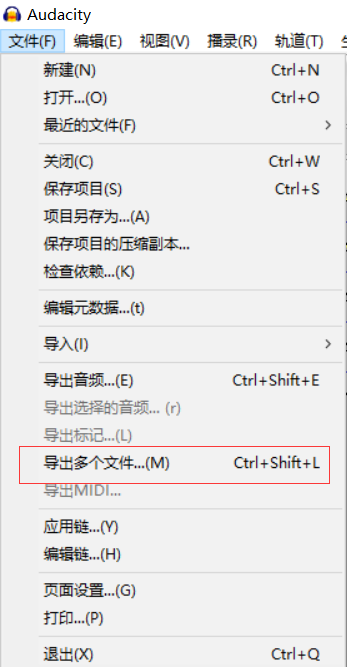 Audacity
文件(F) 编辑(E) 视图(V) 播录(R) 轨道(T)
新建(N) Ctrl+N
打开...(O) Ctrl+O
最近的文件(F)
关闭(C) Ctrl+W
保存项目(S) Ctrl+S
项目另存为...(A)
保存项目的压缩副本...
检查依赖...(K)
编辑元数据...(t)
导入(I)
导出音频...(E) Ctrl+Shift+E
导出选择的音频... (r)
导出标记...(L)
导出多个文件...(M) Ctrl+Shift+L
导出MIDI...
应用链...(Y)
编辑链...(H)
页面设置...(G)
打印...(P)
退出(X) Ctrl+Q